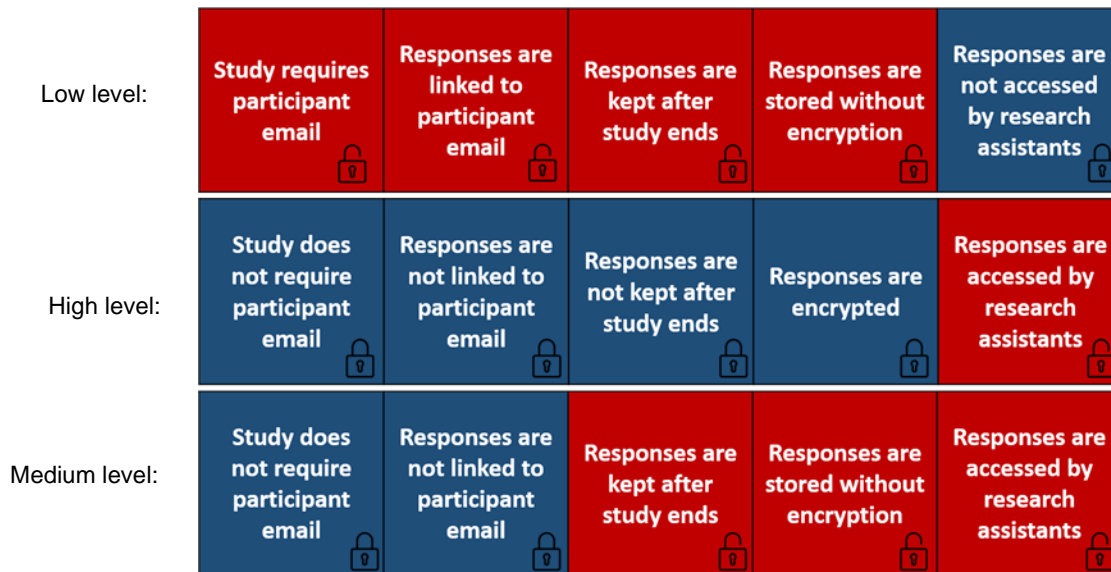 Low level:
Study requires
participant
email
Responses are
linked to
participant
email
Responses are
kept after
study ends
Responses are
stored without
encryption
Responses are
not accessed
by research
assistants
High level:
Study does
not require
participant
email
Responses are
not linked to
participant
email
Responses are
not kept after
study ends
Responses are
encrypted
Responses are
accessed by
research
assistants
Medium level:
Study does
not require
participant
email
Responses are
not linked to
participant
email
Responses are
kept after
study ends
Responses are
stored without
encryption
Responses are
accessed by
research
assistants